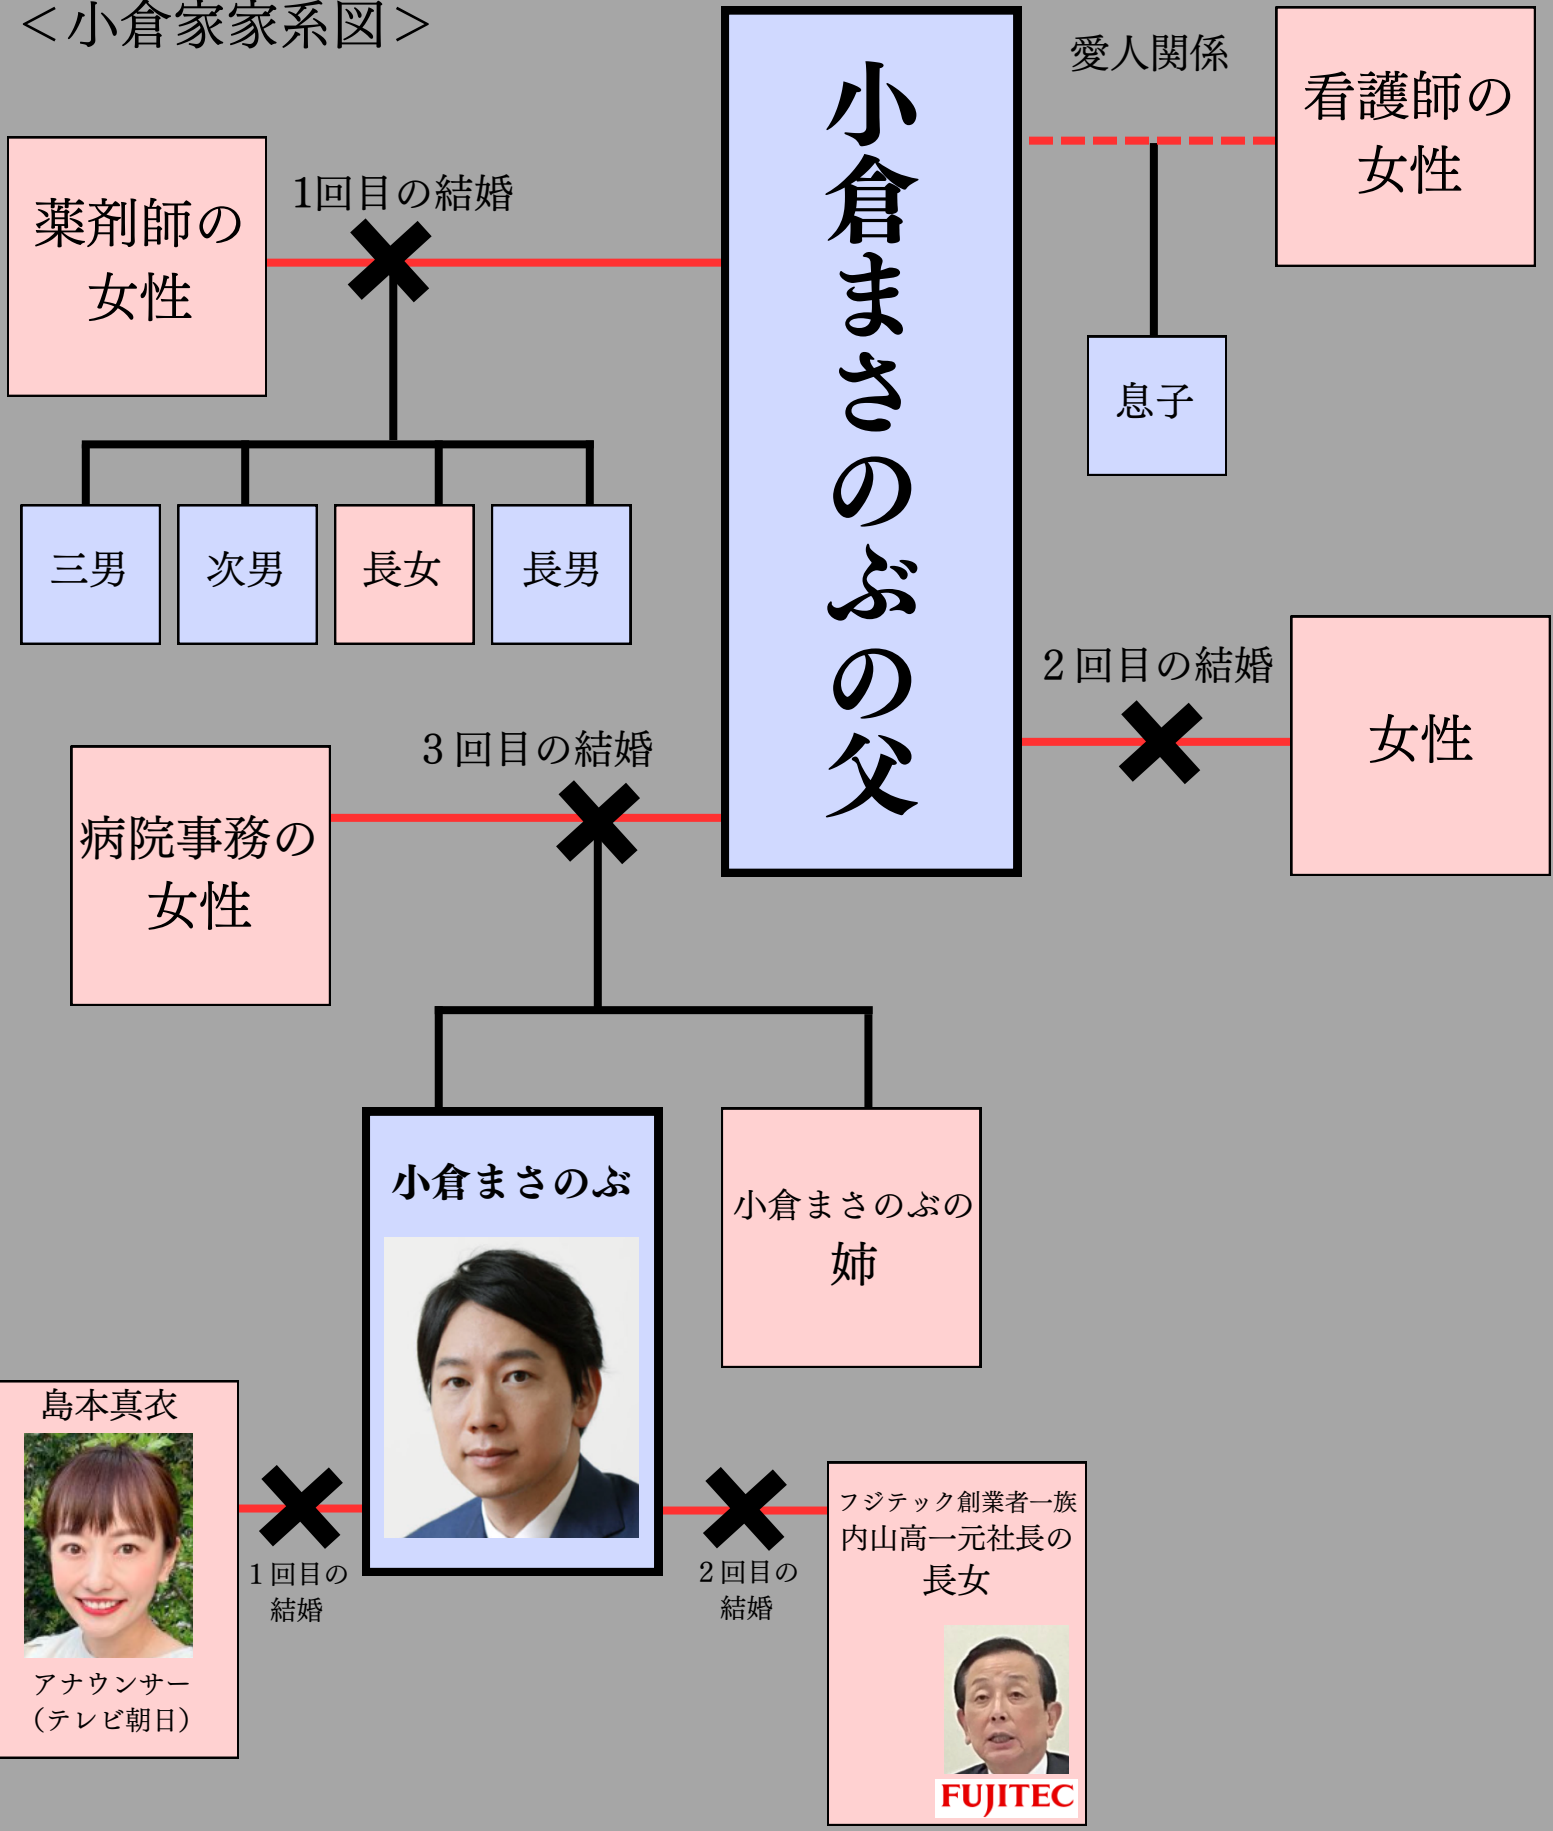 ＜小倉家家系図＞
愛人関係
看護師の
女性
小倉まさのぶの父
1回目の結婚
薬剤師の
女性
息子
三男
次男
長女
長男
２回目の結婚
女性
３回目の結婚
病院事務の
女性
小倉まさのぶ
小倉まさのぶの
姉
島本真衣
アナウンサー
（テレビ朝日）
１回目の
結婚
２回目の
結婚
フジテック創業者一族
内山高一元社長の
長女
FUJITEC